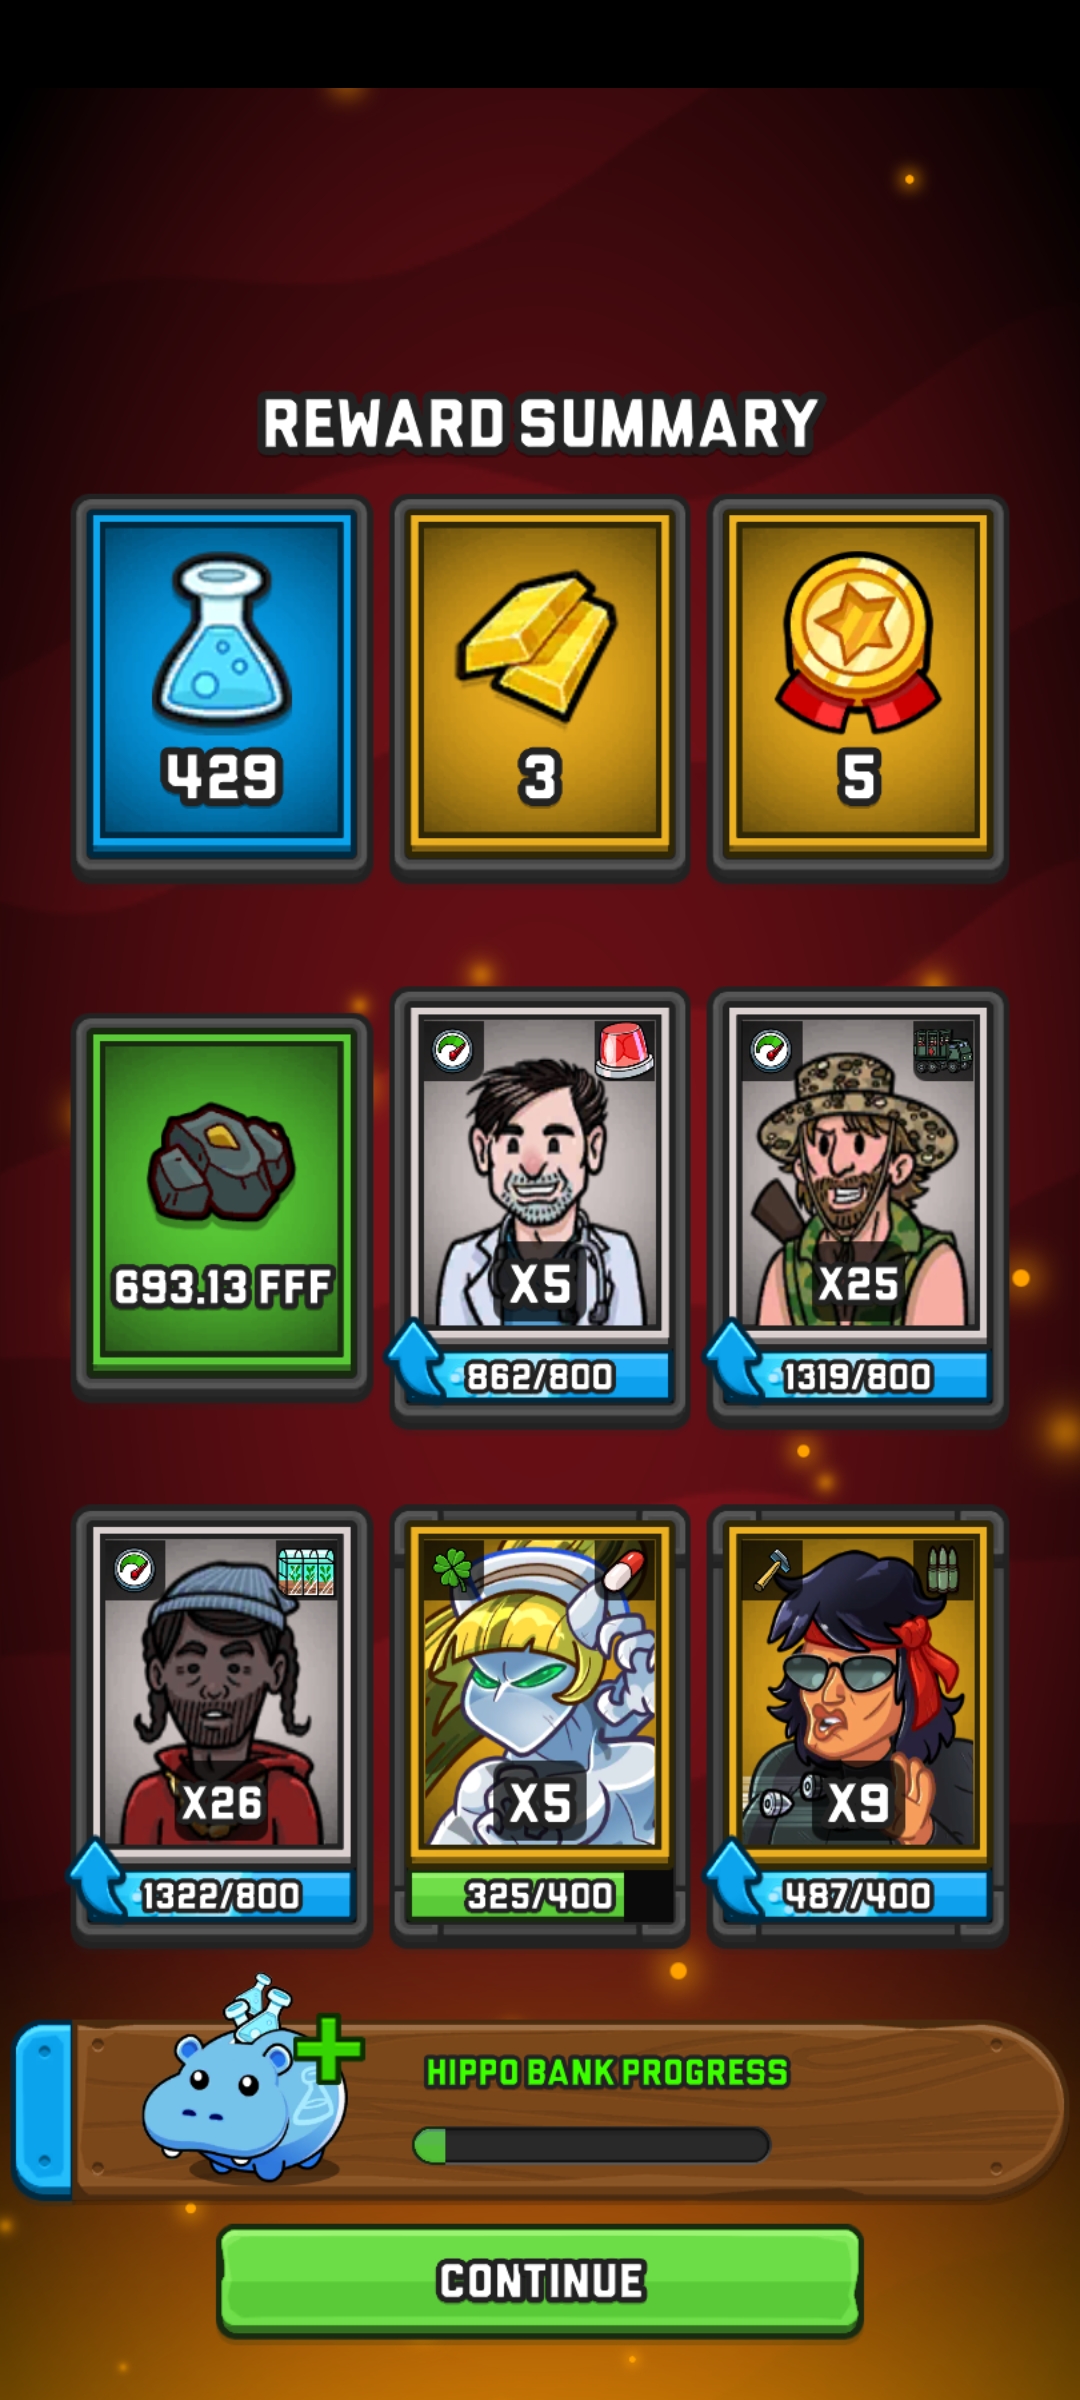 REWARD SUMMARY
429
3
5
693.13 FFF
X5
862/800
X25
1319/800
X26
1322/800
X5
325/400
X9
487/400
HIPPO BANK PROGRESS
CONTINUE